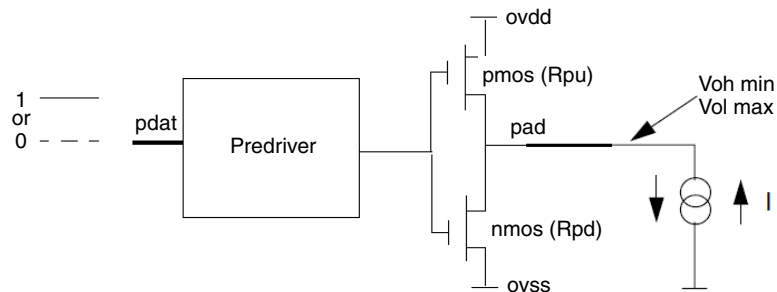 ovdd
pmos (Rpu)
Voh min
Vol max
1
or
0
pdat
Predriver
pad
I
nmos (Rpd)
ovss